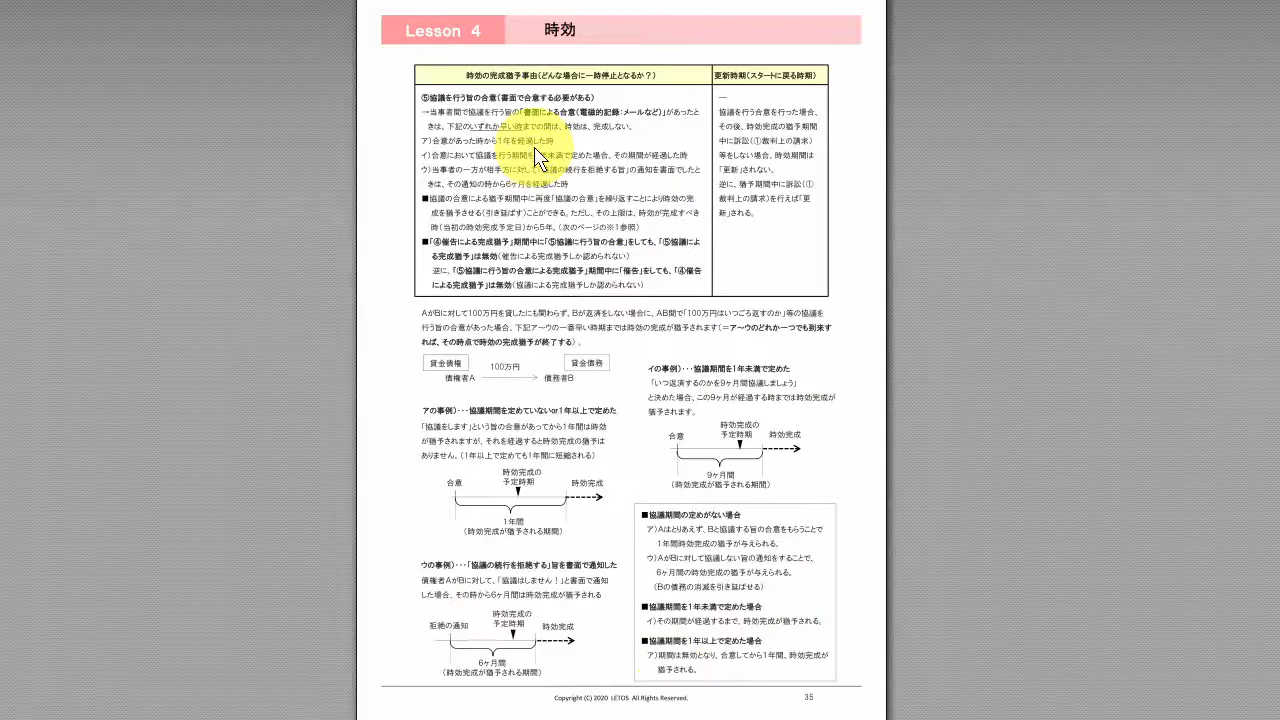 Lesson 4
時効
時効の完成猶予事由(どんな場合に一時停止となるか？)
更新時期(スタートに戻る時期)
⑤協議を行う旨の合意(書面で合意する必要がある)
→当事者間で協議を行う旨の「書面による合意(電磁的記録：メールなど)」があったと
きは、下記のいずれか早い時までの間は、時効は、完成しない。
ア)合意があった時から1年を経過した時
イ)合意において協議を行う期間を 未満で定めた場合、その期間が経過した時
ウ)当事者の一方が相手方に対して「協議の続行を拒絶する旨」の通知を書面でしたと
きは、その通知の時から6ヶ月を経過した時
■協議の合意による猶予期間中に再度「協議の合意」を繰り返すことにより時効の完
成を猶予させる(引き延ばす)ことができる。ただし、その上限は、時効が完成すべき
時(当初の時効完成予定日)から5年。(次のページの※1参照)
■「④催告による完成猶予」期間中に「⑤協議に行う旨の合意」をしても、「⑤協議によ
る完成猶予」は無効(催告による完成猶予しか認められない)
逆に、「⑤協議に行う旨の合意による完成猶予」期間中に「催告」をしても、「④催告
による完成猶予」は無効(協議による完成猶予しか認められない)
―
協議を行う合意を行った場合、
その後、時効完成の猶予期間
中に訴訟(①裁判上の請求)
等をしない場合、時効期間は
「更新」されない。
逆に、猶予期間中に訴訟(①
裁判上の請求)を行えば「更
新」される。
AがBに対して100万円を貸したにも関わらず、Bが返済をしない場合に、AB間で「100万円はいつごろ返すのか」等の協議を
行う旨の合意があった場合、下記ア～ウの一番早い時期までは時効の完成が猶予されます(＝ア～ウのどれか一つでも到来す
れば、その時点で時効の完成猶予が終了する)。
貸金債権
100万円
貸金債務
債権者A
債務者B
アの事例)・・・協議期間を定めていないor1年以上で定めた
「協議をします」という旨の合意があってから1年間は時効
が猶予されますが、それを経過すると時効完成の猶予は
ありません。(1年以上で定めても1年間に短縮される)
時効完成の
合意
予定時期
時効完成
1年間
(時効完成が猶予される期間)
ウの事例)・・・「協議の続行を拒絶する」旨を書面で通知した
債権者AがBに対して、「協議はしません！」と書面で通知
した場合、その時から6ヶ月間は時効完成が猶予される
時効完成の
拒絶の通知
予定時期
時効完成
6ヶ月間
(時効完成が猶予される期間)
イの事例)・・・協議期間を1年未満で定めた
「いつ返済するのかを9ヶ月間協議しましょう」
と決めた場合、この9ヶ月が経過する時までは時効完成が
猶予されます。
時効完成の
合意
予定時期
時効完成
9ヶ月間
(時効完成が猶予される期間)
■協議期間の定めがない場合
ア)Aはとりあえず、Bと協議する旨の合意をもらうことで
1年間時効完成の猶予が与えられる。
ウ)AがBに対して協議しない旨の通知をすることで、
6ヶ月間の時効完成の猶予が与えられる。
(Bの債務の消滅を引き延ばせる)
■協議期間を1年未満で定めた場合
イ)その期間が経過するまで、時効完成が猶予される。
■協議期間を1年以上で定めた場合
ア)期間は無効となり、合意してから1年間、時効完成が
猶予される。
Copyright (C) 2020 LETOS All Rights Reserved.
35